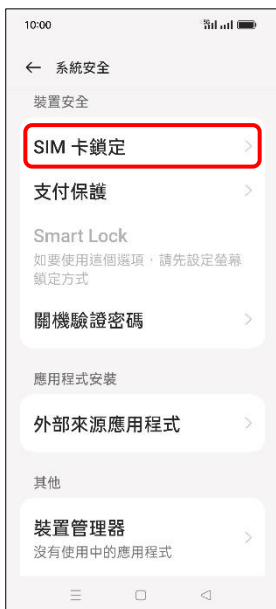 10:00
← 系統安全
裝置安全
SIM 卡鎖定
支付保護
Smart Lock
如要使用這個選項，請先設定螢幕
鎖定方式
關機驗證密碼
應用程式安裝
外部來源應用程式
其他
裝置管理器
沒有使用中的應用程式